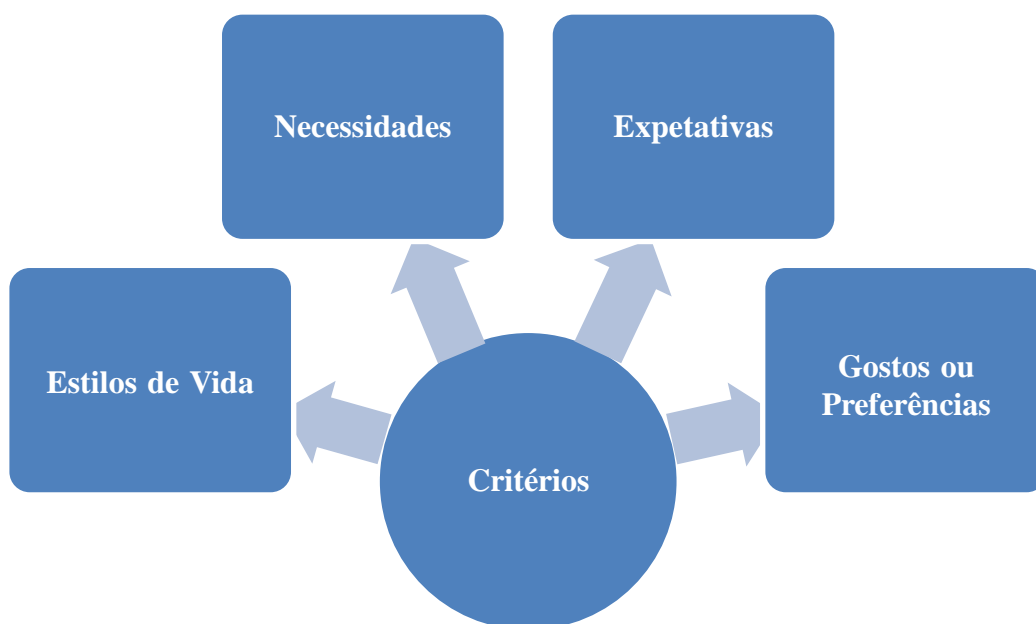 Necessidades
Expetativas
Estilos de Vida
Gostos ou
Preferências
Critérios